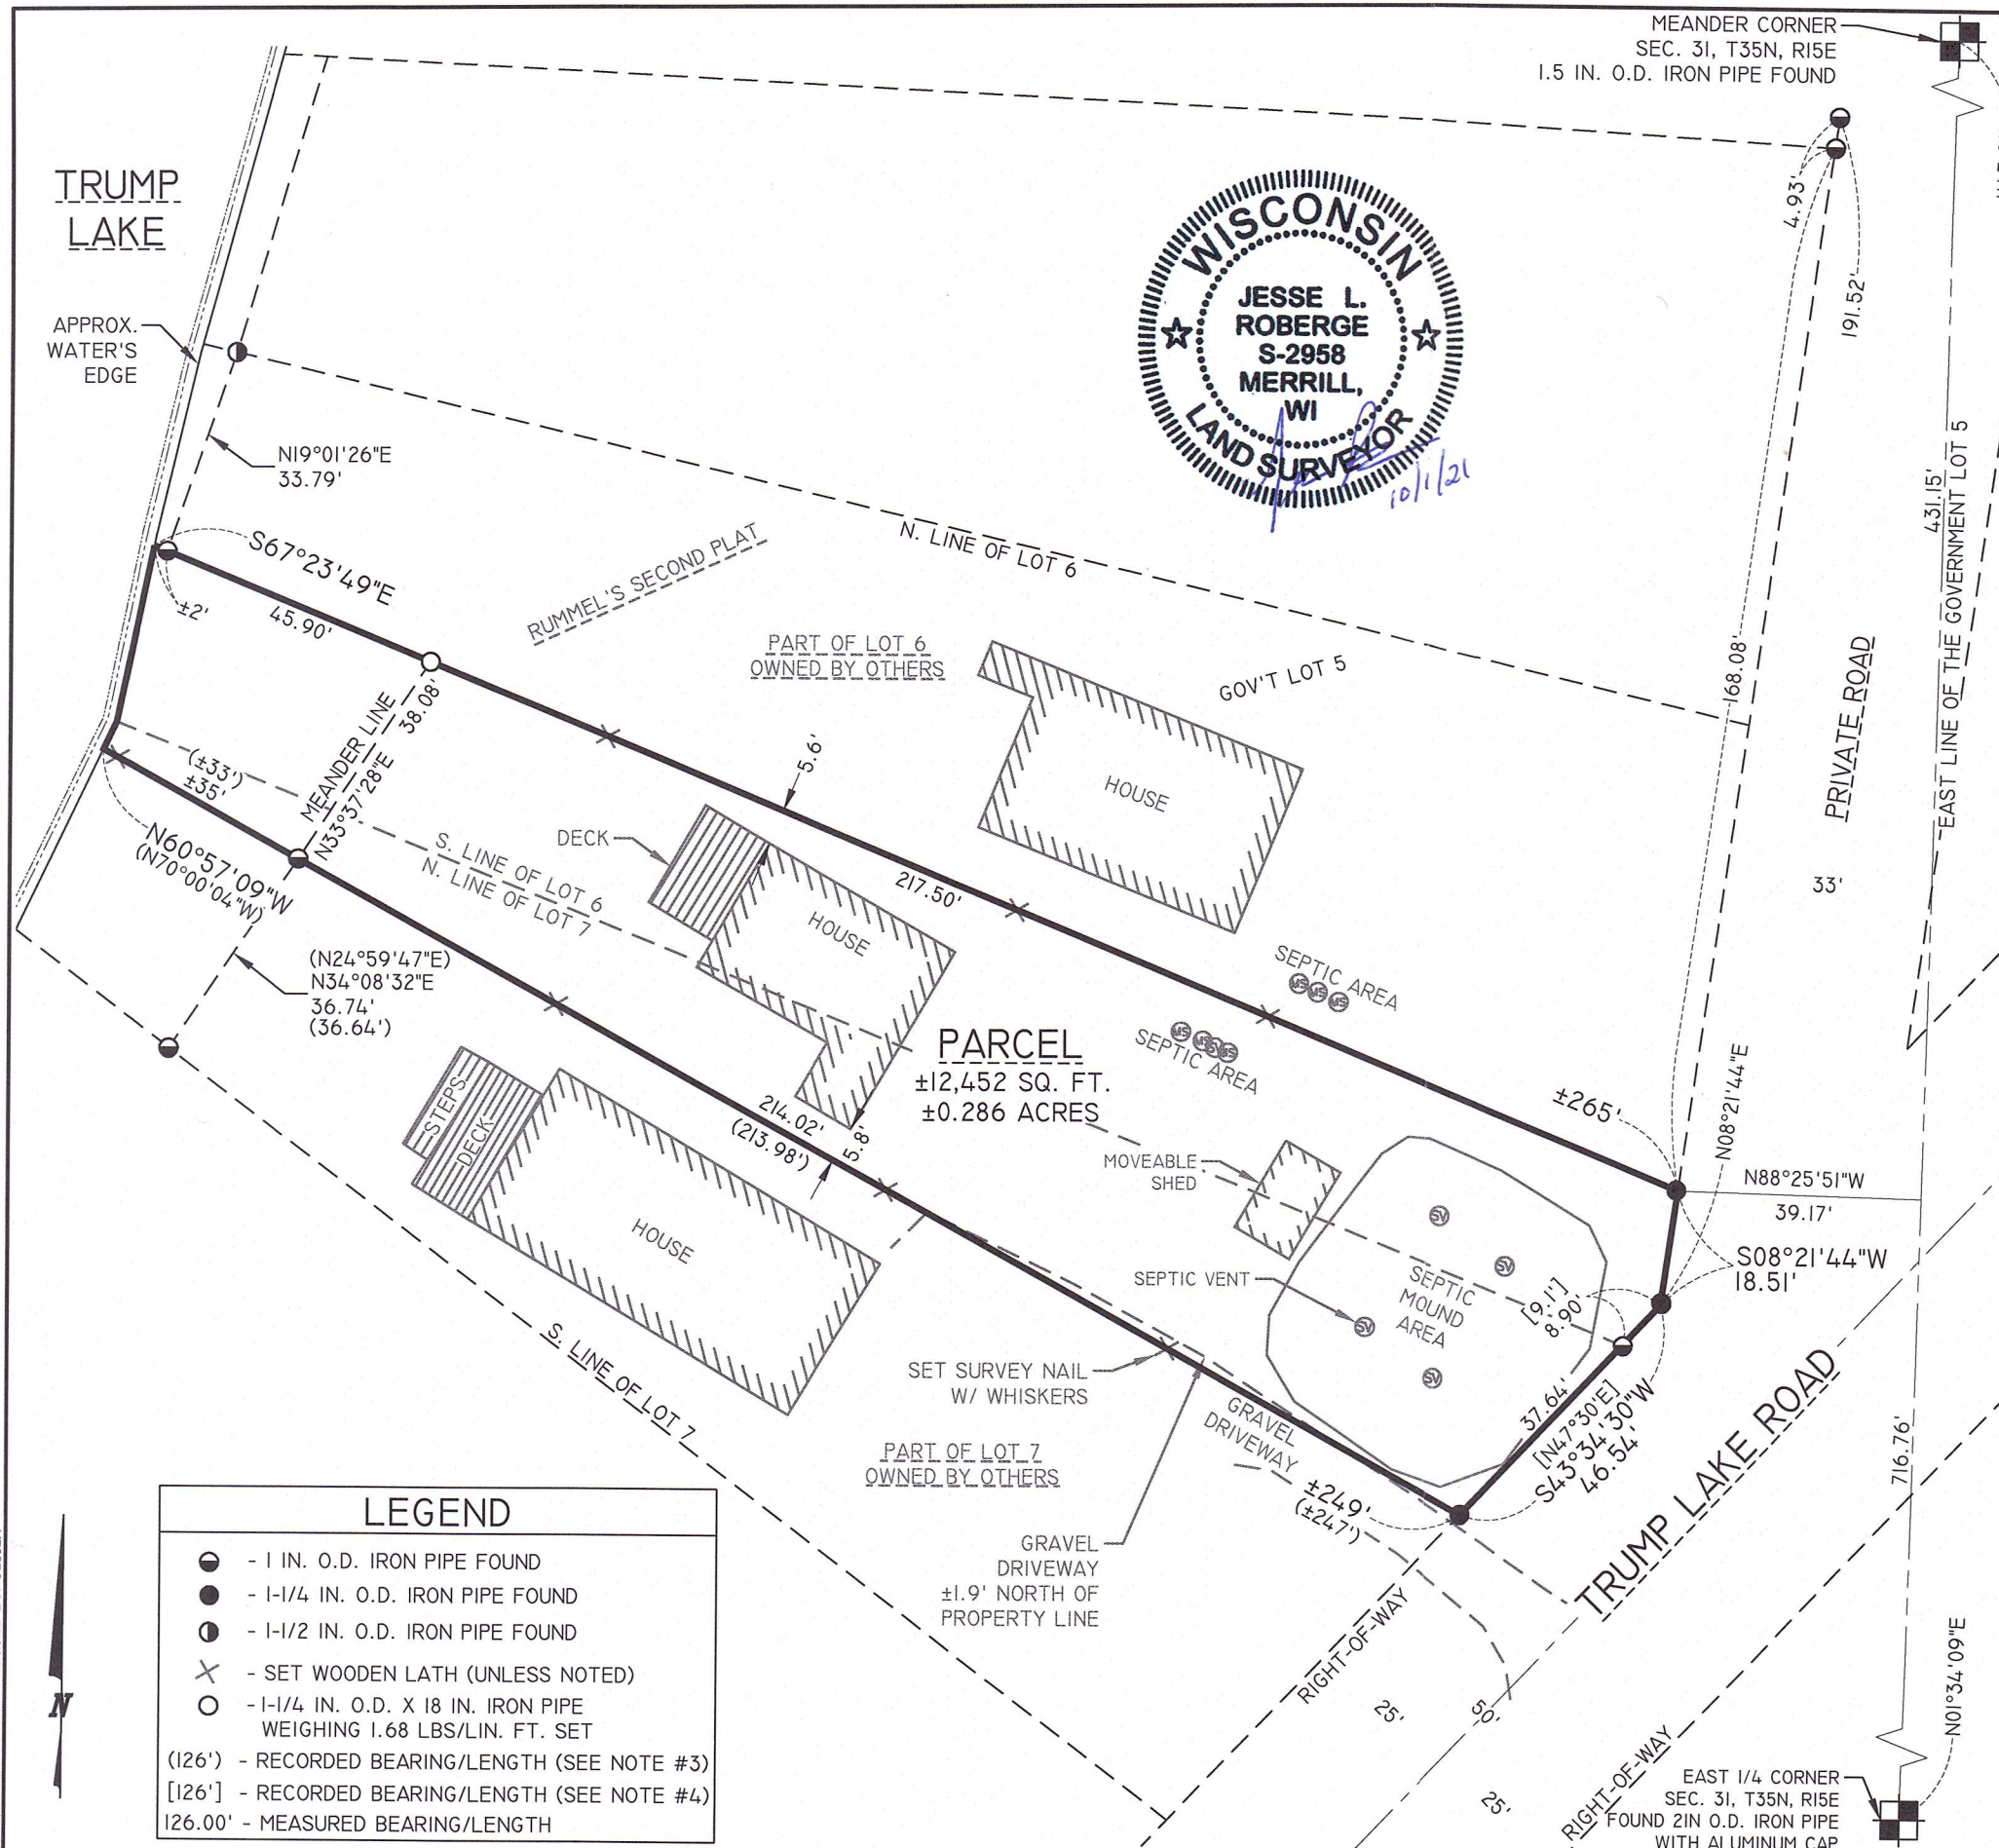 MEANDER CORNER
SEC. 31, T35N, R15E
1.5 IN. O.D. IRON PIPE FOUND
TRUMP
LAKE
APPROX.
WATER'S
EDGE
N19°01'26"E
33.79'
WISCONSIN
JESSE L.
ROBERGE
S-2958
MERRILL,
WI
LAND SURVEYOR
10/1/21
4.93'
191.52'
168.08'
431.15'
EAST LINE OF THE GOVERNMENT LOT 5
PRIVATE ROAD
33'
S67°23'49"E
±2'
45.90'
RUMMEL'S SECOND PLAT
N. LINE OF LOT 6
PART OF LOT 6
OWNED BY OTHERS
GOV'T LOT 5
HOUSE
5.6'
217.50'
MEANDER LINE
N33°37'28"E 38.08'
(±33')
±35'
N60°57'09"W
(N70°00'04"W)
S. LINE OF LOT 6
N. LINE OF LOT 7
DECK
HOUSE
(N24°59'47"E)
N34°08'32"E
36.74'
(36.64')
SEPTIC AREA
MS MS MS
MS MS MS MS
SEPTIC AREA
PARCEL
±12,452 SQ. FT.
±0.286 ACRES
214.02'
(213.98')
5.8'
STEPS
DECK
HOUSE
MOVEABLE
SHED
±265'
N08°21'44"E
N88°25'51"W
39.17'
S08°21'44"W
18.51'
SEPTIC VENT
SV
SV
SV
SV
SEPTIC
MOUND
AREA
[9.1']
8.90'
37.64'
[N47°30'E]
S43°34'30"W
46.54'
S. LINE OF LOT 7
SET SURVEY NAIL
W/ WHISKERS
GRAVEL
DRIVEWAY
PART OF LOT 7
OWNED BY OTHERS
±249'
(±247')
GRAVEL
DRIVEWAY
±1.9' NORTH OF
PROPERTY LINE
TRUMP LAKE ROAD
716.76'
RIGHT-OF-WAY
25'
50'
25'
RIGHT-OF-WAY
N01°34'09"E
EAST 1/4 CORNER
SEC. 31, T35N, R15E
FOUND 2IN O.D. IRON PIPE
WITH ALUMINUM CAP
N
LEGEND
- 1 IN. O.D. IRON PIPE FOUND
- 1-1/4 IN. O.D. IRON PIPE FOUND
- 1-1/2 IN. O.D. IRON PIPE FOUND
- SET WOODEN LATH (UNLESS NOTED)
- 1-1/4 IN. O.D. X 18 IN. IRON PIPE
WEIGHING 1.68 LBS/LIN. FT. SET
(126') - RECORDED BEARING/LENGTH (SEE NOTE #3)
[126'] - RECORDED BEARING/LENGTH (SEE NOTE #4)
126.00' - MEASURED BEARING/LENGTH